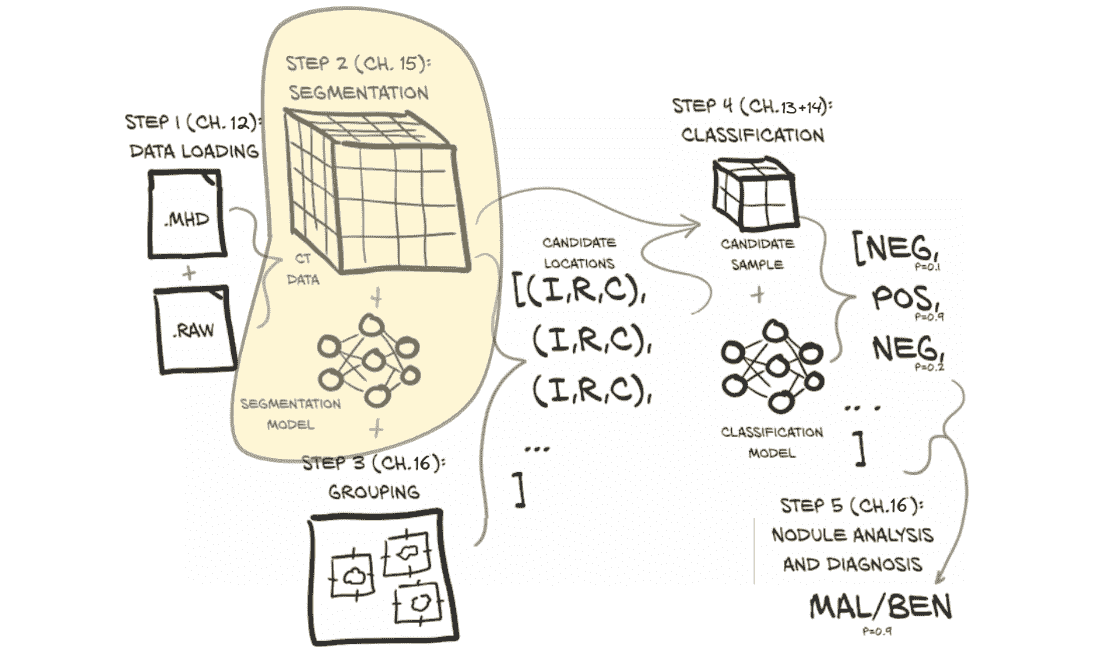 STEP 1 (CH. 12):
DATA LOADING
.MHD
+
.RAW
STEP 2 (CH. 15):
SEGMENTATION
CT
DATA
+
SEGMENTATION
MODEL
+
STEP 3 (CH.16):
GROUPING
CANDIDATE
LOCATIONS
[(I,R,C),
(I,R,C),
(I,R,C),
...
]
STEP 4 (CH.13+14):
CLASSIFICATION
CANDIDATE
SAMPLE
+
CLASSIFICATION
MODEL
[NEG,
P=0.1
POS,
P=0.9
NEG,
P=0.2
...
]
STEP 5 (CH.16):
NODULE ANALYSIS
AND DIAGNOSIS
MAL/BEN
P=0.9